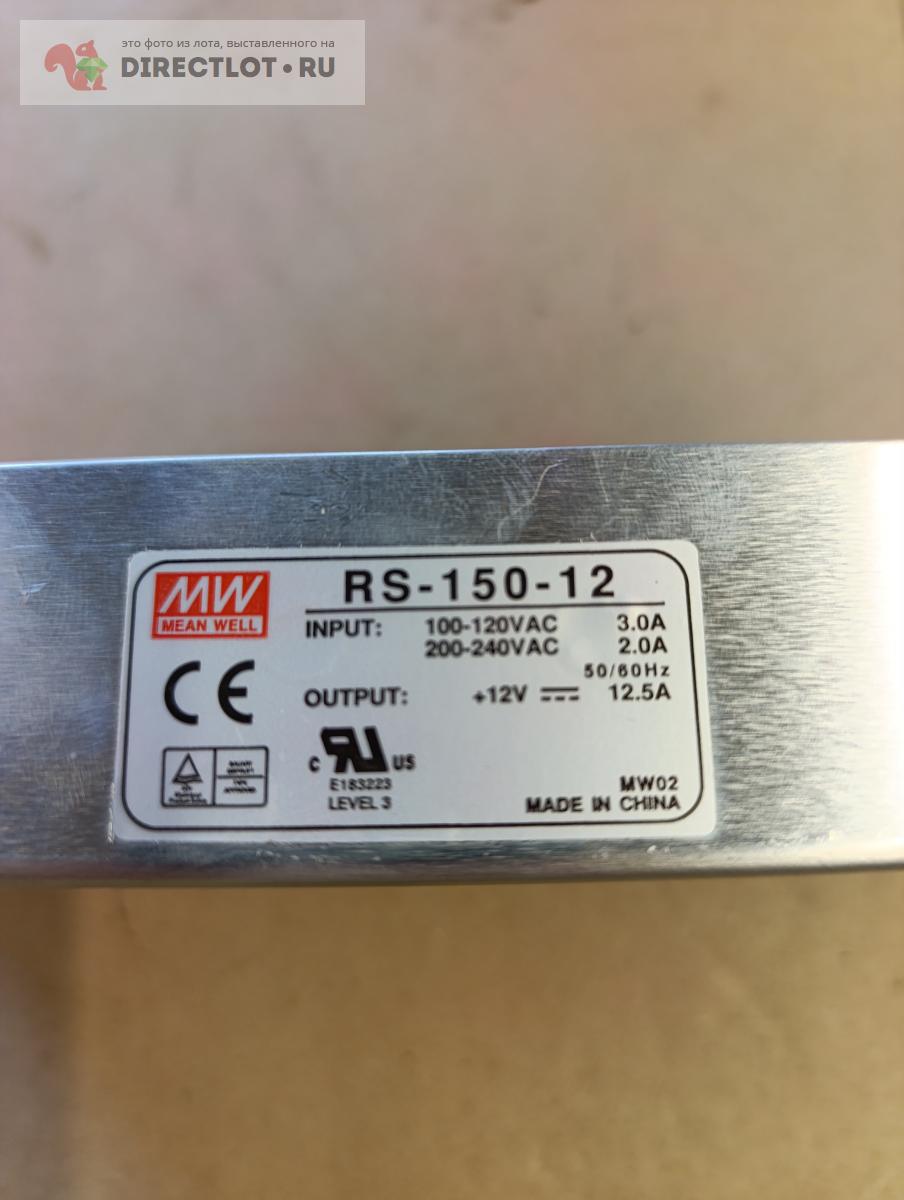 это фото из лота, выставленного на
DIRECTLOT•RU
MW
MEAN WELL
RS-150-12
INPUT: 100-120VAC 3.0A
200-240VAC 2.0A
50/60Hz
OUTPUT: +12V 12.5A
CE
C RU US
E183223
LEVEL 3
MW02
MADE IN CHINA